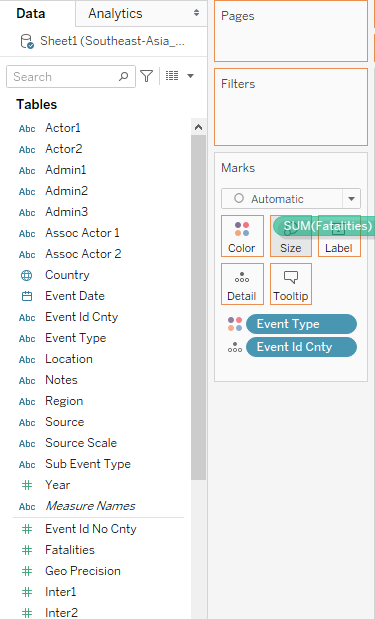 Data
Analytics
Sheet1 (Southeast-Asia_...
Search
Tables
Abc Actor1
Abc Actor2
Abc Admin1
Abc Admin2
Abc Admin3
Abc Assoc Actor 1
Abc Assoc Actor 2
Country
Event Date
Abc Event Id Cnty
Abc Event Type
Abc Location
Abc Notes
Abc Region
Abc Source
Abc Source Scale
Abc Sub Event Type
# Year
Abc Measure Names
# Event Id No Cnty
# Fatalities
# Geo Precision
# Inter1
# Inter2
Pages
Filters
Marks
Automatic
SUM(Fatalities)
Color
Size
Label
Detail
Tooltip
Event Type
Event Id Cnty